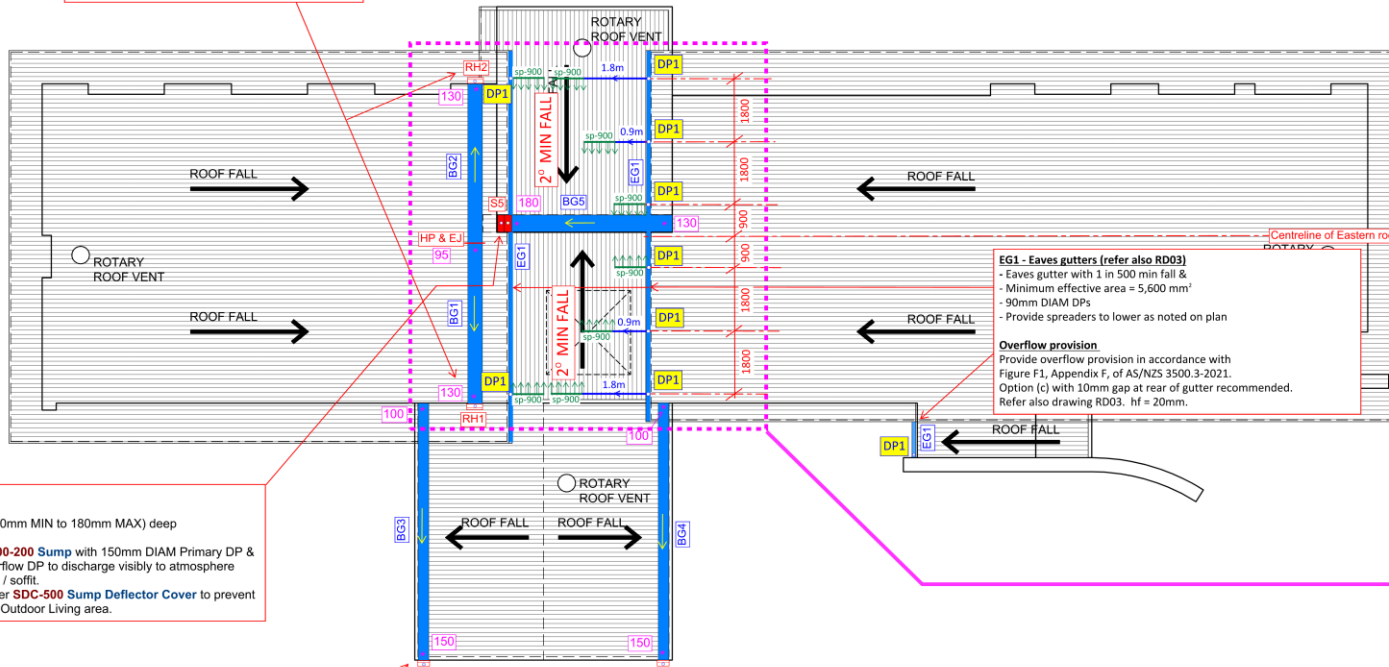 ROTARY
ROOF VENT
RH2
DP1
sp-900
sp-900
1.8m
DP1
130
DP1
1800
2° MIN FALL
sp-900
0.9m
DP1
EG1
1800
BG2
ROOF FALL
ROOF FALL
sp-900
DP1
S5
180
BG5
130
900
HP & EJ
95
EG1
900
Centreline of Eastern roo
ROTARY
ROOF VENT
sp-900
DP1
ROTARY
EG1 - Eaves gutters (refer also RD03)
- Eaves gutter with 1 in 500 min fall &
- Minimum effective area = 5,600 mm²
- 90mm DIAM DPs
- Provide spreaders to lower as noted on plan
Overflow provision
Provide overflow provision in accordance with
Figure F1, Appendix F, of AS/NZS 3500.3-2021.
Option (c) with 10mm gap at rear of gutter recommended.
Refer also drawing RD03. hf = 20mm.
1800
BG1
ROOF FALL
ROOF FALL
2° MIN FALL
sp-900
0.9m
DP1
1800
DP1
130
sp-900
sp-900
1.8m
DP1
100
RH1
100
DP1
EG1
ROOF FALL
ROTARY
ROOF VENT
BG3
ROOF FALL
ROOF FALL
BG4
0mm MIN to 180mm MAX) deep
00-200 Sump with 150mm DIAM Primary DP &
rflow DP to discharge visibly to atmosphere
/ soffit.
er SDC-500 Sump Deflector Cover to prevent
Outdoor Living area.
150
150